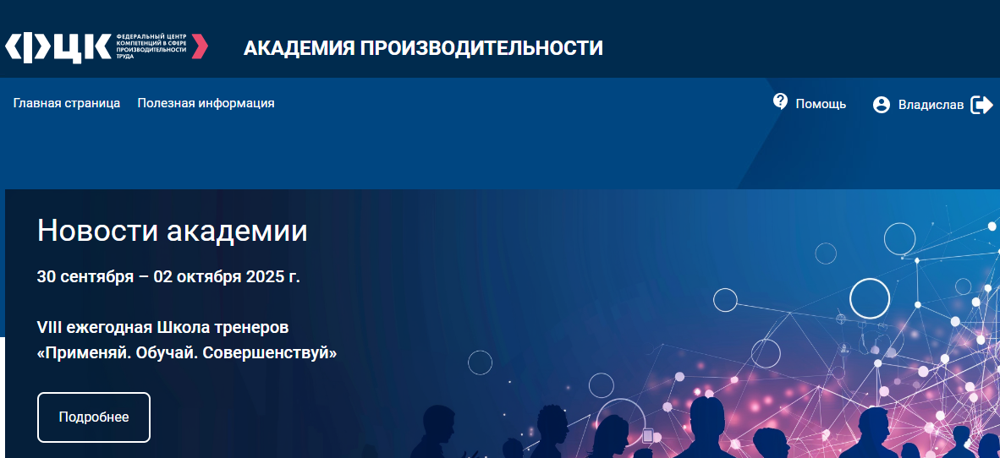 ФЦК
ФЕДЕРАЛЬНЫЙ ЦЕНТР
КОМПЕТЕНЦИЙ В СФЕРЕ
ПРОИЗВОДИТЕЛЬНОСТИ
ТРУДА
АКАДЕМИЯ ПРОИЗВОДИТЕЛЬНОСТИ
Главная страница
Полезная информация
Помощь
Владислав
Новости академии
30 сентября – 02 октября 2025 г.
VIII ежегодная Школа тренеров
«Применяй. Обучай. Совершенствуй»
Подробнее